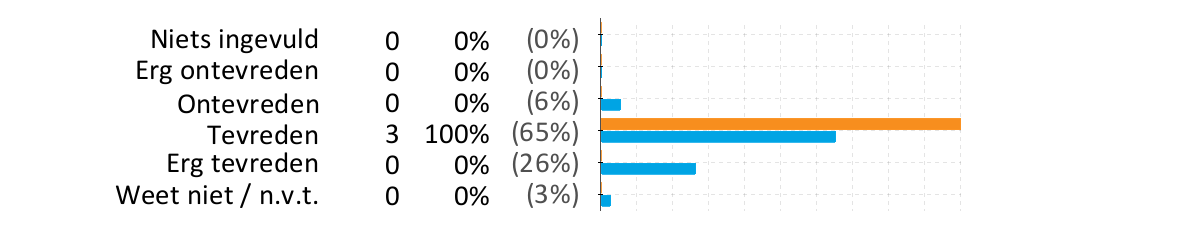 Niets ingevuld 0 0% (0%)
Erg ontevreden 0 0% (0%)
Ontevreden 0 0% (6%)
Tevreden 3 100% (65%)
Erg tevreden 0 0% (26%)
Weet niet / n.v.t. 0 0% (3%)